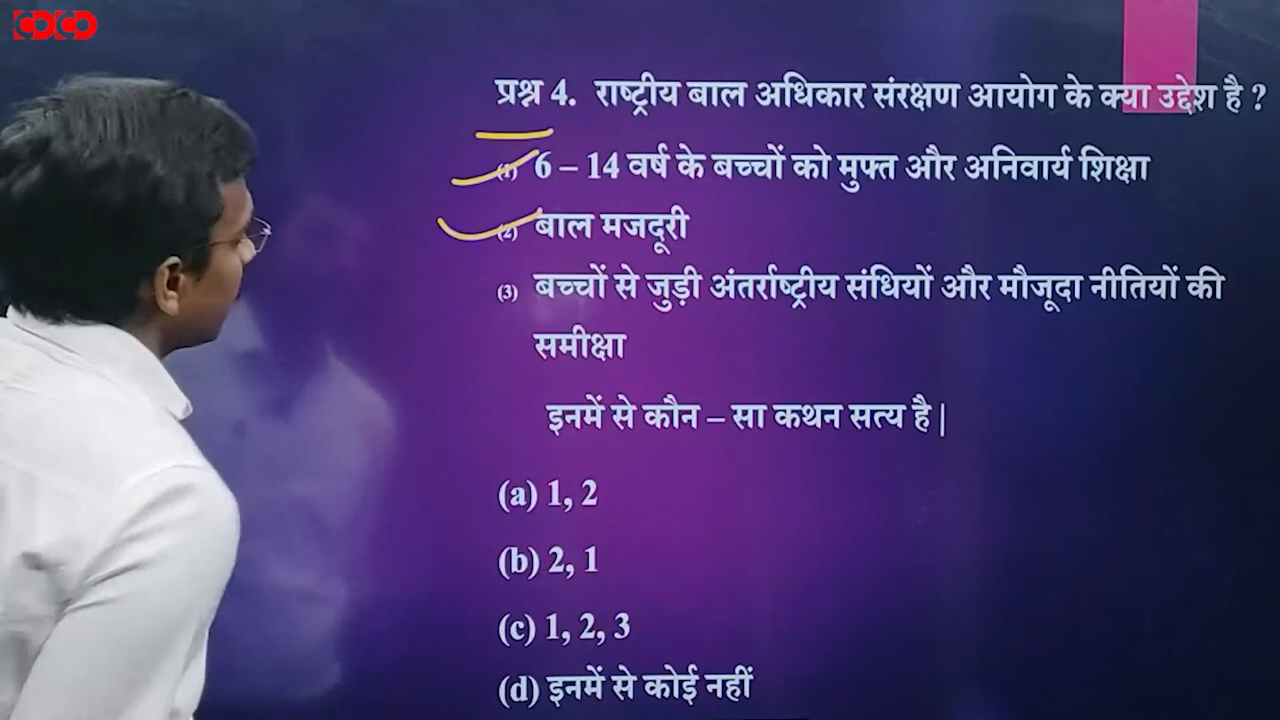 COCO
प्रश्न 4. राष्ट्रीय बाल अधिकार संरक्षण आयोग के क्या उद्देश है ?
(1) 6 – 14 वर्ष के बच्चों को मुफ्त और अनिवार्य शिक्षा
(2) बाल मजदूरी
(3) बच्चों से जुड़ी अंतर्राष्ट्रीय संधियों और मौजूदा नीतियों की
समीक्षा
इनमें से कौन – सा कथन सत्य है |
(a) 1, 2
(b) 2, 1
(c) 1, 2, 3
(d) इनमें से कोई नहीं